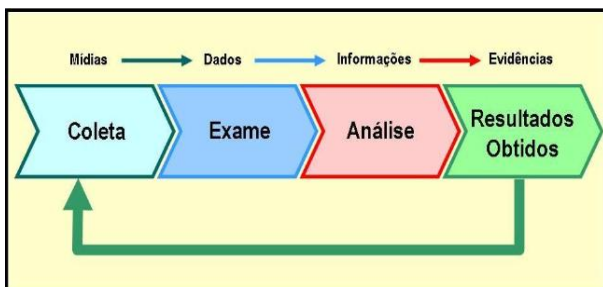 Mídias Dados Informações Evidências
Coleta Exame Análise Resultados
Obtidos